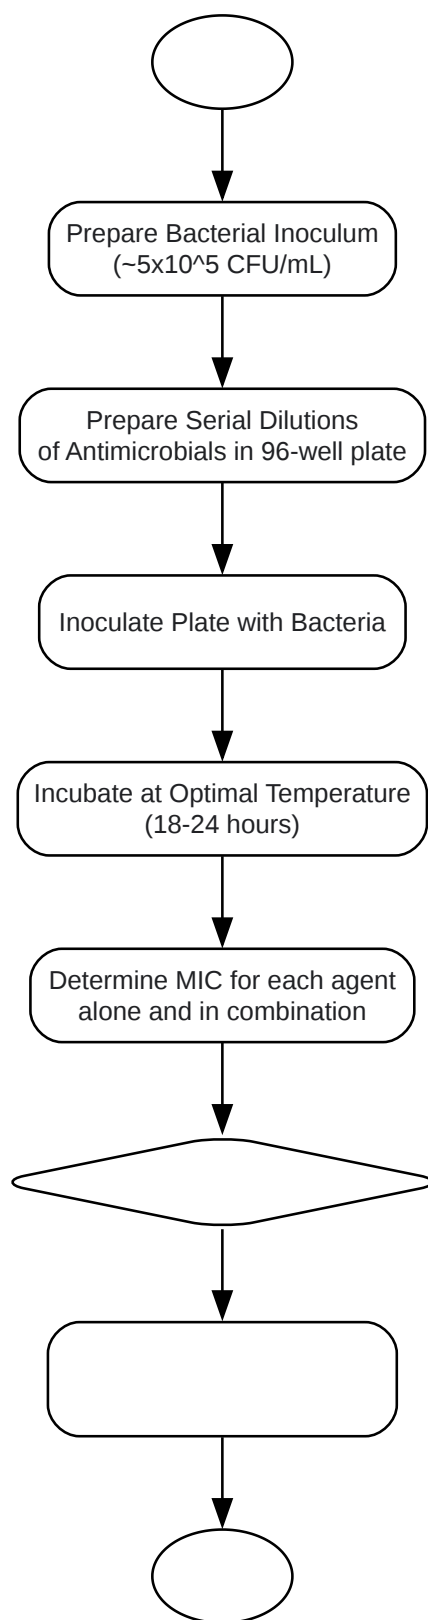 Prepare Bacterial Inoculum
(~5x10^5 CFU/mL)
Prepare Serial Dilutions
of Antimicrobials in 96-well plate
Inoculate Plate with Bacteria
Incubate at Optimal Temperature
(18-24 hours)
Determine MIC for each agent
alone and in combination